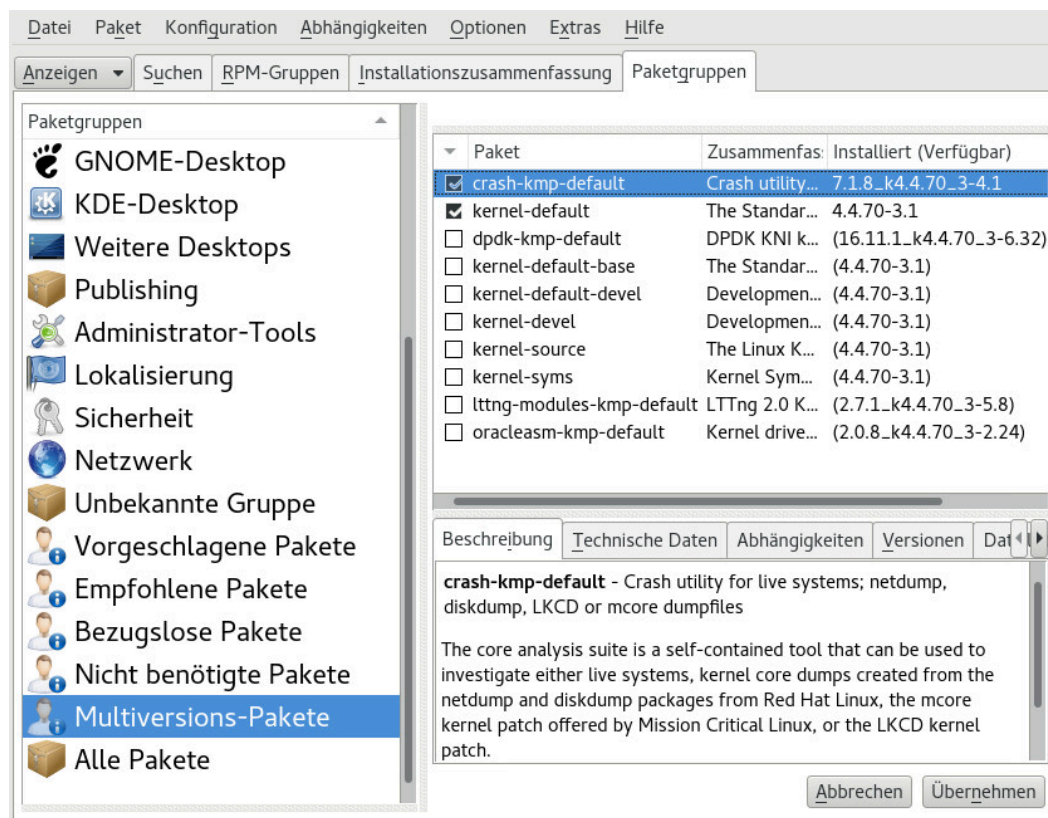 Datei Paket Konfiguration Abhängigkeiten Optionen Extras Hilfe
Anzeigen Suchen RPM-Gruppen Installationszusammenfassung Paketgruppen
Paketgruppen
GNOME-Desktop
KDE-Desktop
Weitere Desktops
Publishing
Administrator-Tools
Lokalisierung
Sicherheit
Netzwerk
Unbekannte Gruppe
Vorgeschlagene Pakete
Empfohlene Pakete
Bezugslose Pakete
Nicht benötigte Pakete
Multiversions-Pakete
Alle Pakete
Paket Zusammenfas: Installiert (Verfügbar)
crash-kmp-default Crash utility... 7.1.8_k4.4.70_3-4.1
kernel-default The Standar... 4.4.70-3.1
dpdk-kmp-default DPDK KNI k... (16.11.1_k4.4.70_3-6.32)
kernel-default-base The Standar... (4.4.70-3.1)
kernel-default-devel Developmen... (4.4.70-3.1)
kernel-devel Developmen... (4.4.70-3.1)
kernel-source The Linux K... (4.4.70-3.1)
kernel-syms Kernel Sym... (4.4.70-3.1)
lttng-modules-kmp-default LTTng 2.0 K... (2.7.1_k4.4.70_3-5.8)
oracleasm-kmp-default Kernel drive... (2.0.8_k4.4.70_3-2.24)
Beschreibung Technische Daten Abhängigkeiten Versionen Dat
crash-kmp-default - Crash utility for live systems; netdump,
diskdump, LKCD or mcore dumpfiles
The core analysis suite is a self-contained tool that can be used to
investigate either live systems, kernel core dumps created from the
netdump and diskdump packages from Red Hat Linux, the mcore
kernel patch offered by Mission Critical Linux, or the LKCD kernel
patch.
Abbrechen Übernehmen